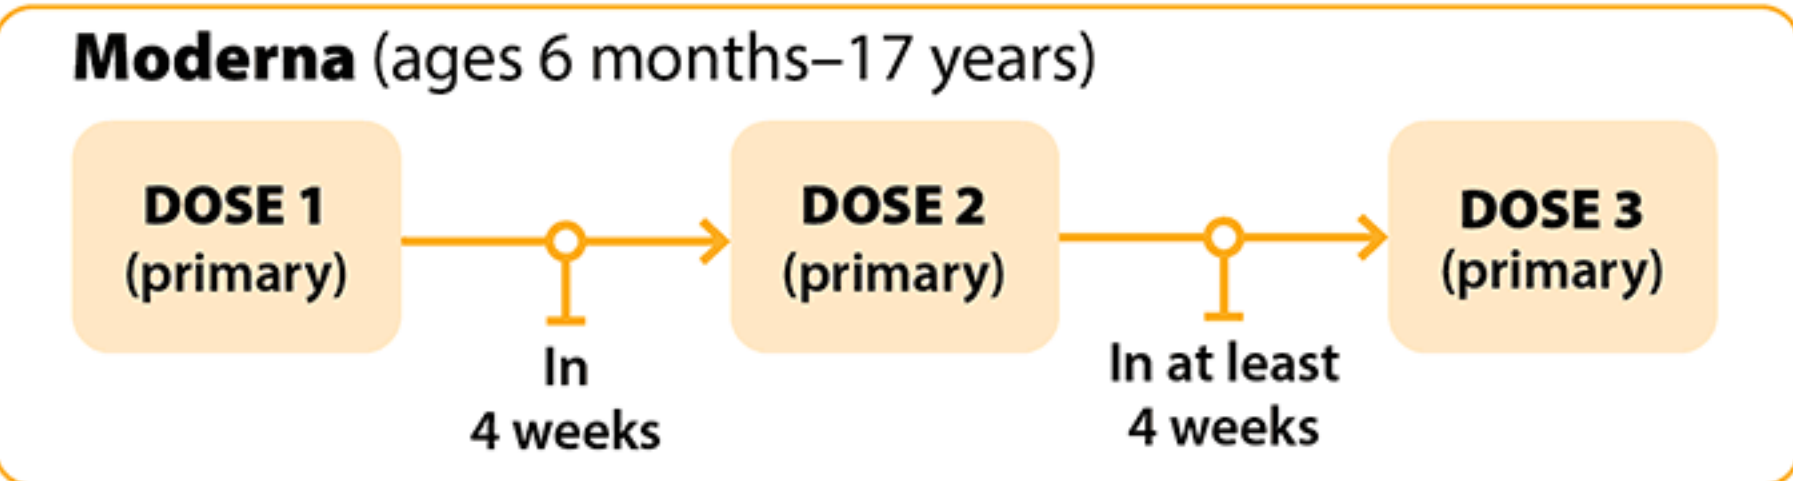 Moderna (ages 6 months–17 years)
DOSE 1
(primary)
In
4 weeks
DOSE 2
(primary)
In at least
4 weeks
DOSE 3
(primary)